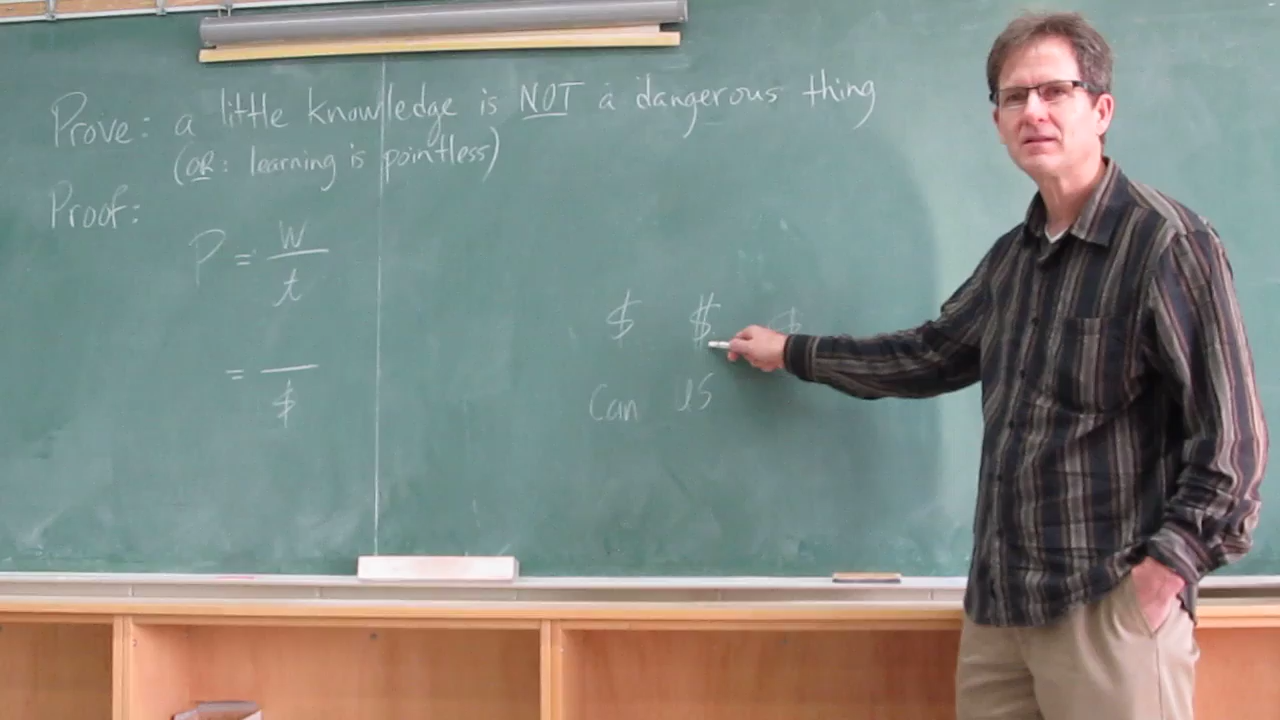 Prove: a little knowledge is NOT a dangerous thing
(OR: learning is pointless)
Proof:
P = W
t
=
$
$ $ $
Can US